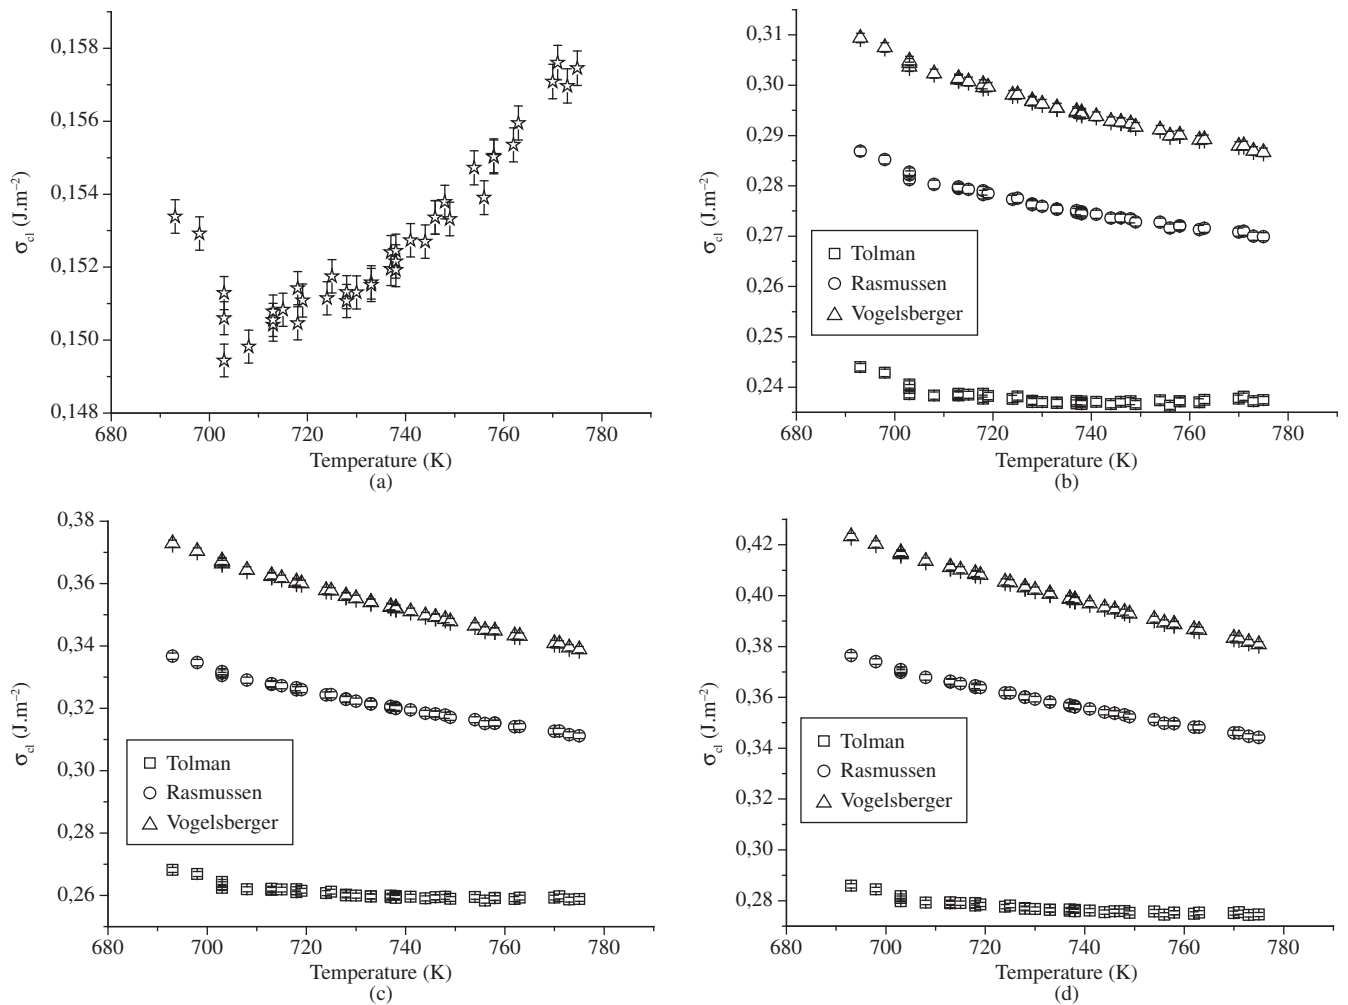 0,158
0,156
0,154
0,152
0,150
0,148
σcl (J.m−2)
680 700 720 740 760 780
Temperature (K)
(a)
0,31
0,30
0,29
0,28
0,27
0,26
0,25
0,24
σcl (J.m−2)
Tolman
Rasmussen
Vogelsberger
680 700 720 740 760 780
Temperature (K)
(b)
0,38
0,36
0,34
0,32
0,30
0,28
0,26
σcl (J.m−2)
Tolman
Rasmussen
Vogelsberger
680 700 720 740 760 780
Temperature (K)
(c)
0,42
0,40
0,38
0,36
0,34
0,32
0,30
0,28
σcl (J.m−2)
Tolman
Rasmussen
Vogelsberger
680 700 720 740 760 780
Temperature (K)
(d)